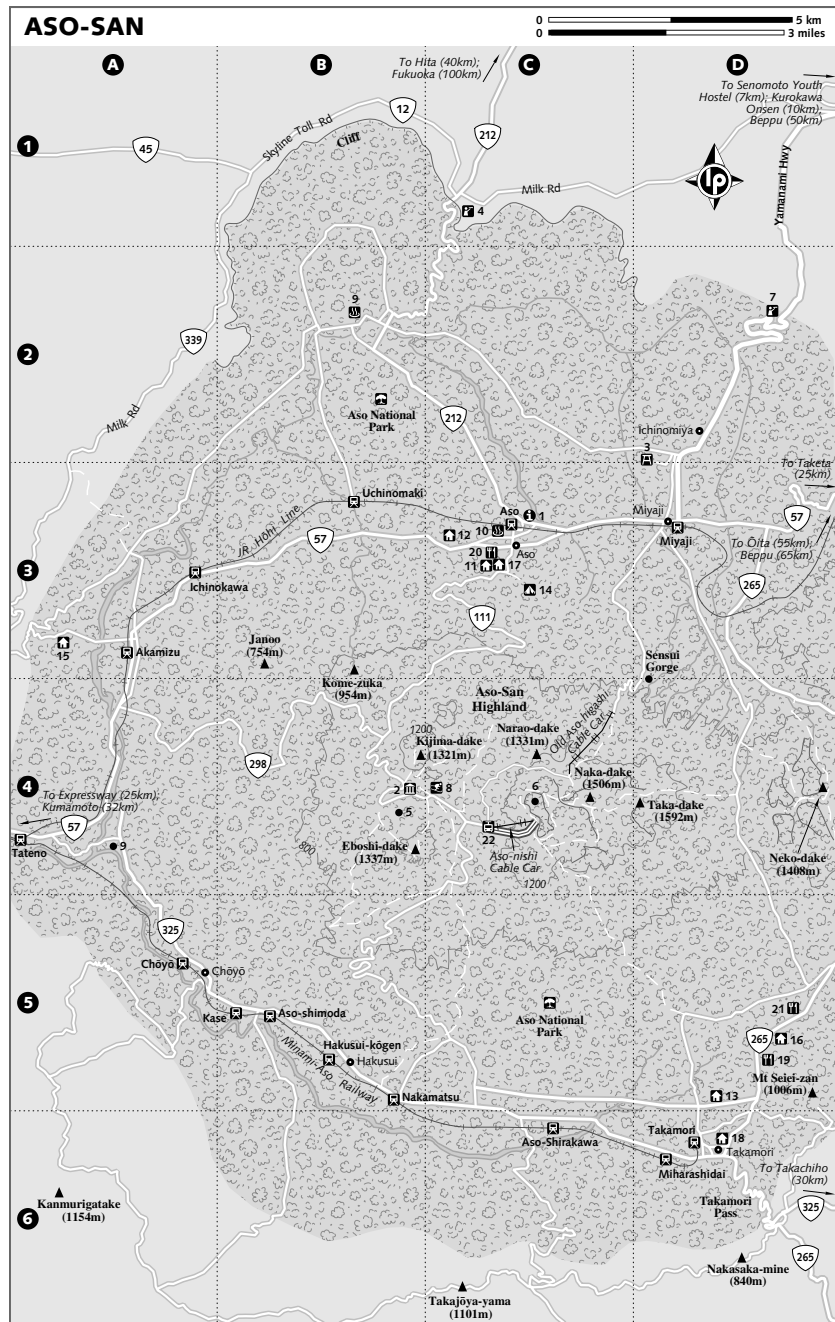 ASO-SAN
0 5 km
0 3 miles
A
B
C
D
To Hita (40km);
Fukuoka (100km)
To Senomoto Youth
Hostel (7km); Kurokawa
Onsen (10km);
Beppu (50km)
1
45
Skyline Toll Rd
12
Cliff
212
Milk Rd
4
lp
Yamanami Hwy
9
7
2
339
Milk Rd
Aso National
Park
212
Ichinomiya
3
To Taketa
(25km)
Uchinomaki
JR Hōhi Line
57
12
Aso
1
10
Aso
20
11
17
14
Miyaji
Miyaji
57
To Ōita (55km);
Beppu (65km)
265
3
Ichinokawa
111
15
Akamizu
Janoo
(754m)
Kome-zuka
(954m)
Sensui
Gorge
Aso-San
Highland
1200
Kijima-dake
(1321m)
Narao-dake
(1331m)
Old Aso-higashi
Cable Car
298
4
To Expressway (25km);
Kumamoto (32km)
57
Tateno
9
2
8
5
6
Naka-dake
(1506m)
Taka-dake
(1592m)
22
Aso-nishi
Cable Car
1200
800
Eboshi-dake
(1337m)
Neko-dake
(1408m)
325
Chōyō
Chōyō
5
Kase
Aso-shimoda
Minami-Aso Railway
Hakusui-kōgen
Hakusui
Nakamatsu
Aso National
Park
21
265
16
19
Mt Seiei-zan
(1006m)
13
Aso-Shirakawa
Takamori
18
Takamori
Miharashidai
To Takachiho
(30km)
Kanmurigatake
(1154m)
6
Takamori
Pass
325
Nakasaka-mine
(840m)
265
Takajōya-yama
(1101m)